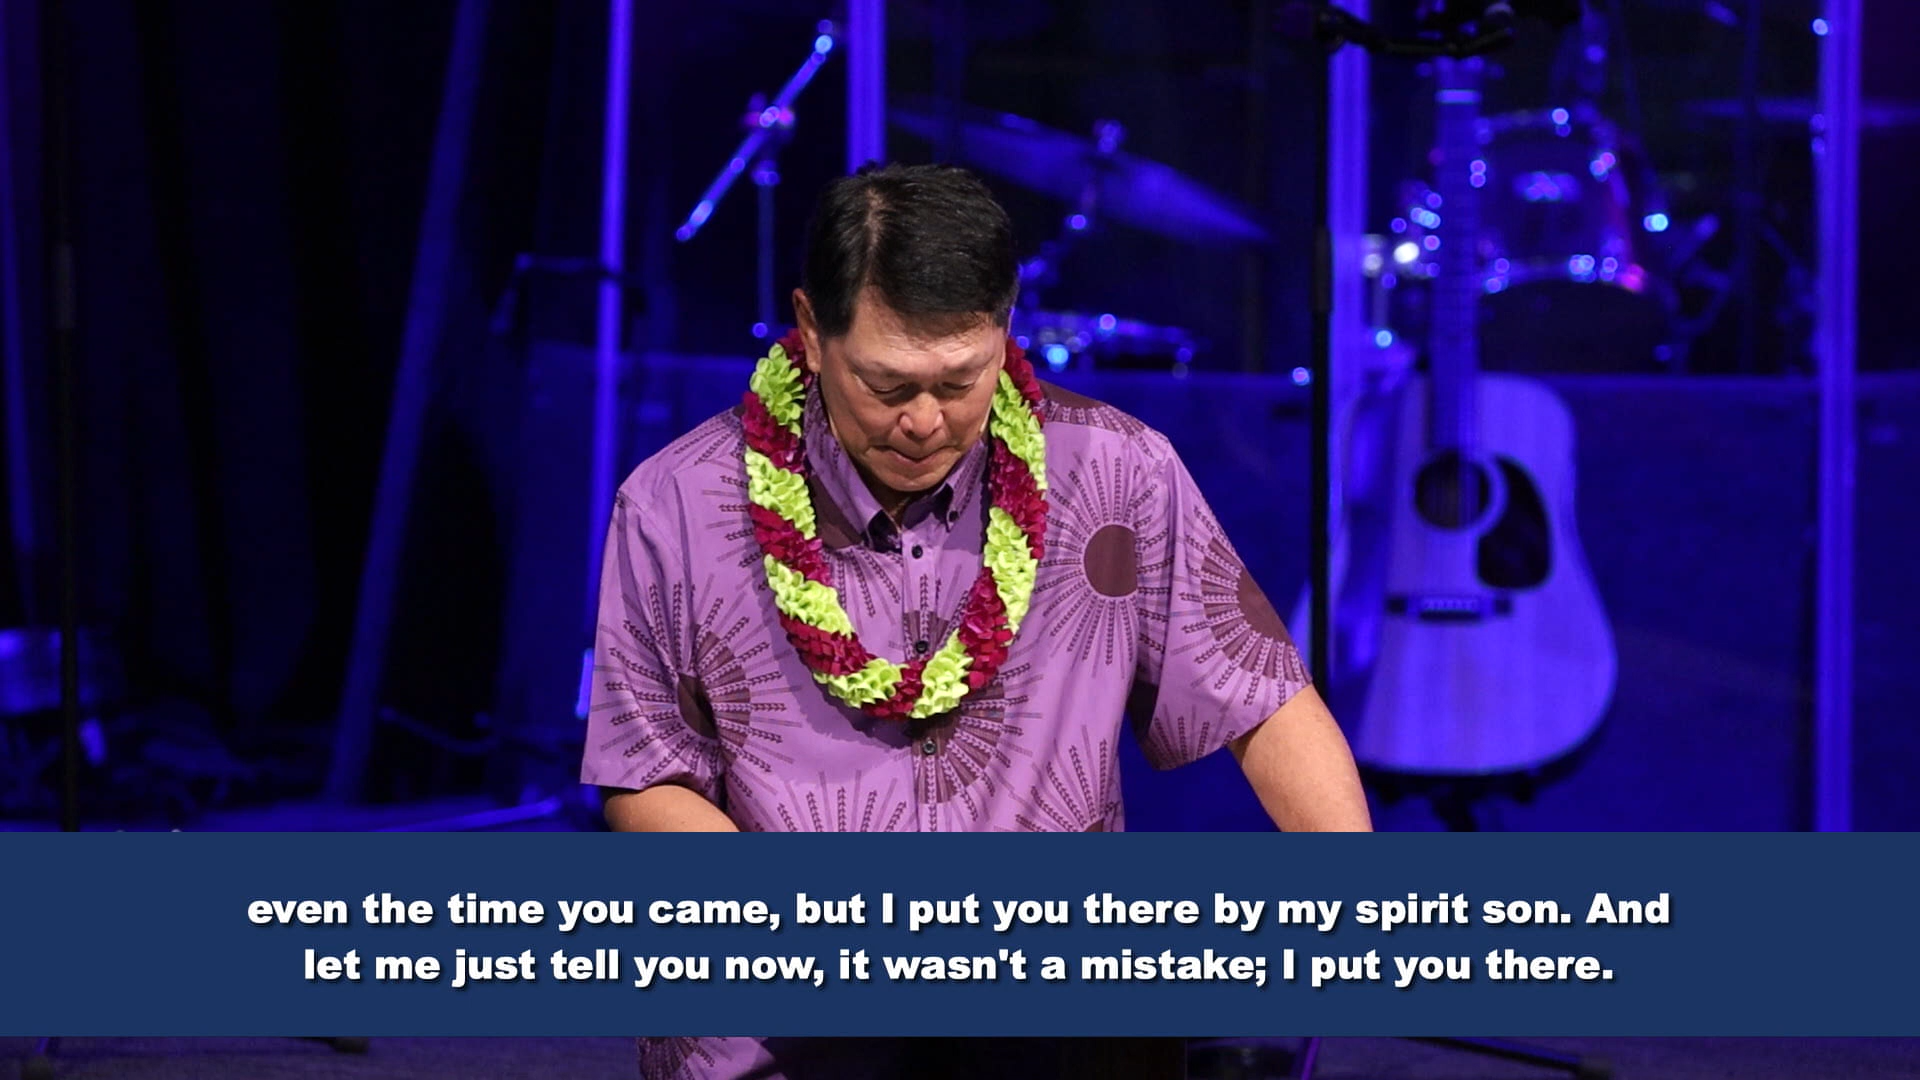 even the time you came, but I put you there by my spirit son. And
let me just tell you now, it wasn't a mistake; I put you there.